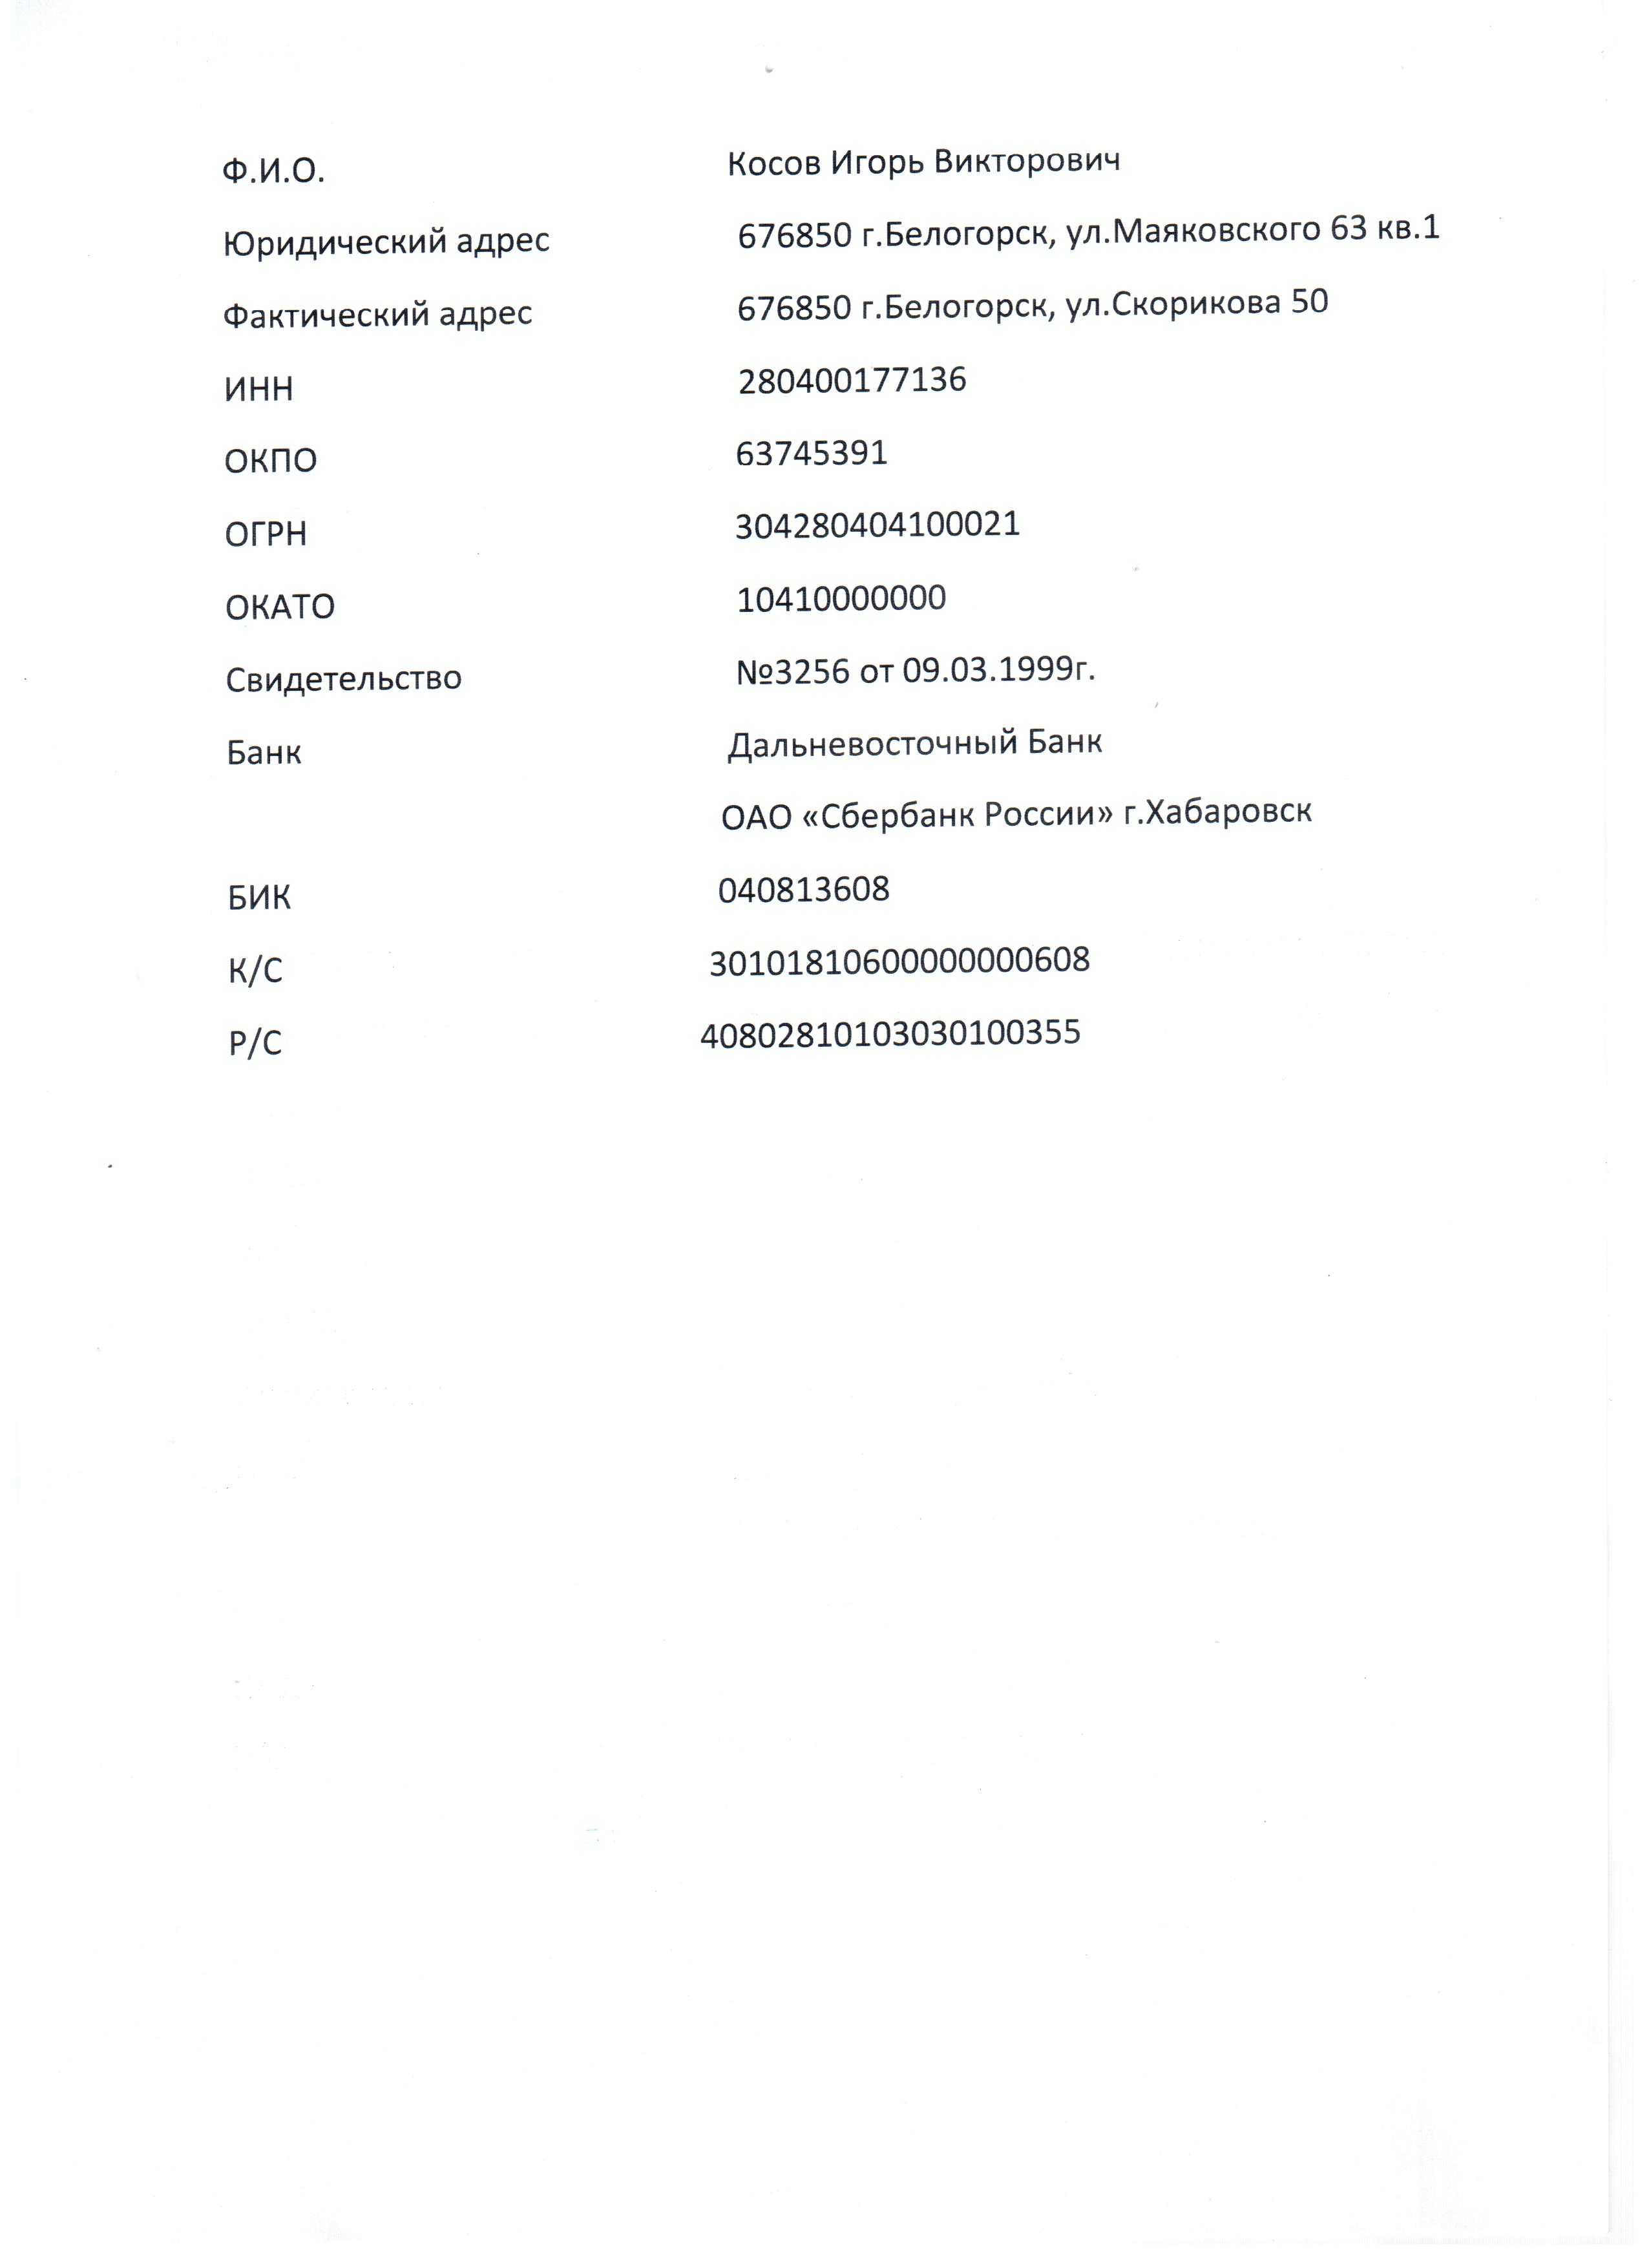 Ф.И.О. Косов Игорь Викторович
Юридический адрес 676850 г.Белогорск, ул.Маяковского 63 кв.1
Фактический адрес 676850 г.Белогорск, ул.Скорикова 50
ИНН 280400177136
ОКПО 63745391
ОГРН 304280404100021
ОКАТО 10410000000
Свидетельство №3256 от 09.03.1999г.
Банк Дальневосточный Банк
ОАО «Сбербанк России» г.Хабаровск
БИК 040813608
К/С 30101810600000000608
Р/С 40802810103030100355